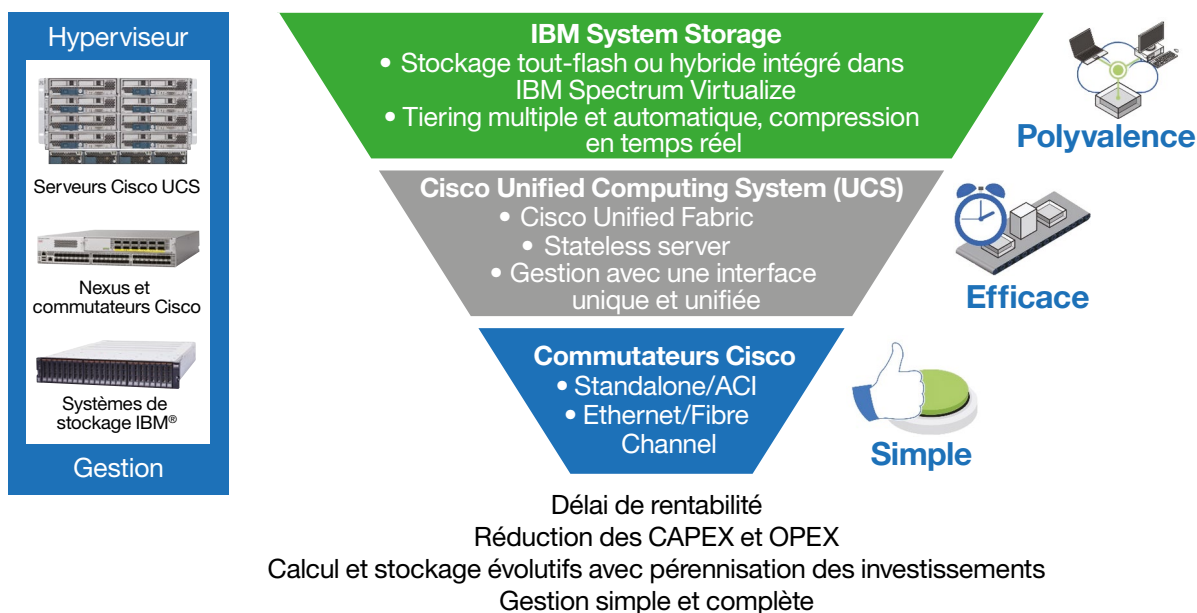 Hyperviseur
Serveurs Cisco UCS
Nexus et
commutateurs Cisco
Systèmes de
stockage IBM®
Gestion
IBM System Storage
• Stockage tout-flash ou hybride intégré dans
IBM Spectrum Virtualize
• Tiering multiple et automatique, compression
en temps réel
Polyvalence
Cisco Unified Computing System (UCS)
• Cisco Unified Fabric
• Stateless server
• Gestion avec une interface
unique et unifiée
Efficace
Commutateurs Cisco
• Standalone/ACI
• Ethernet/Fibre
Channel
Simple
Délai de rentabilité
Réduction des CAPEX et OPEX
Calcul et stockage évolutifs avec pérennisation des investissements
Gestion simple et complète